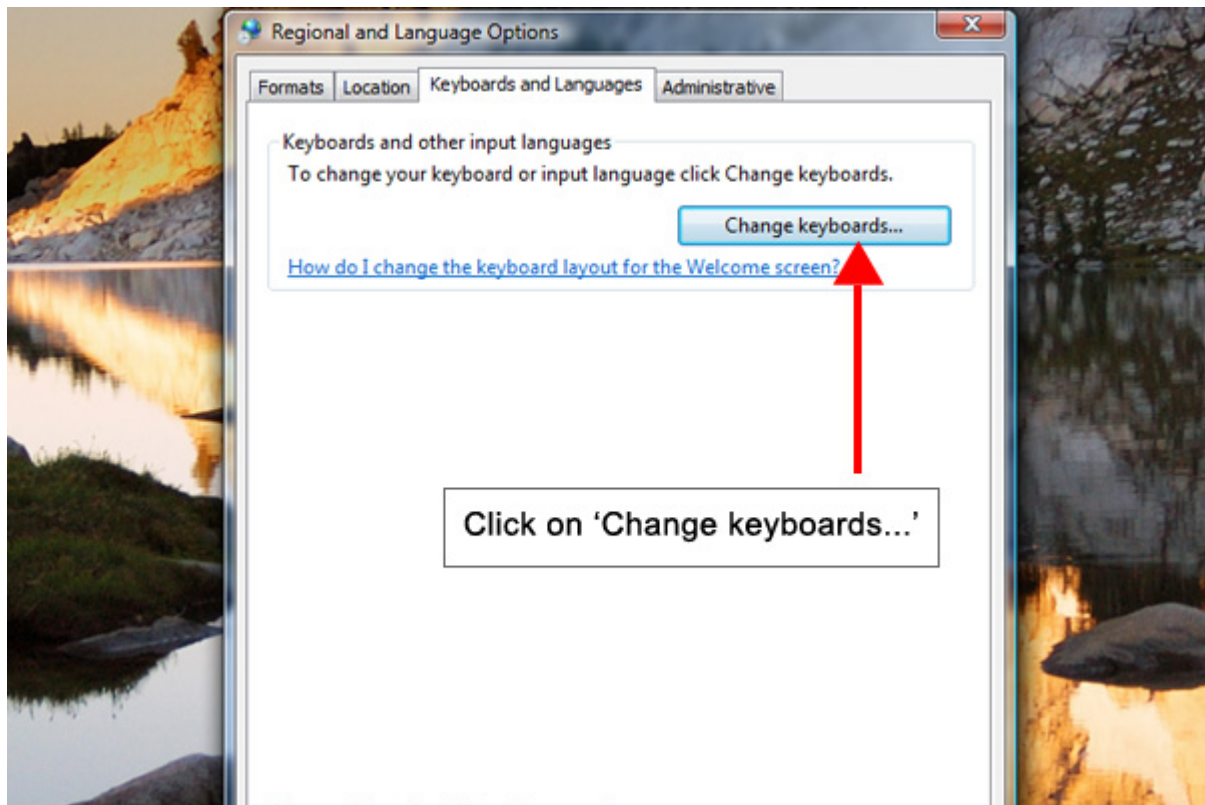 Regional and Language Options
Formats Location Keyboards and Languages Administrative
Keyboards and other input languages
To change your keyboard or input language click Change keyboards.
Change keyboards...
How do I change the keyboard layout for the Welcome screen?
Click on ‘Change keyboards...’